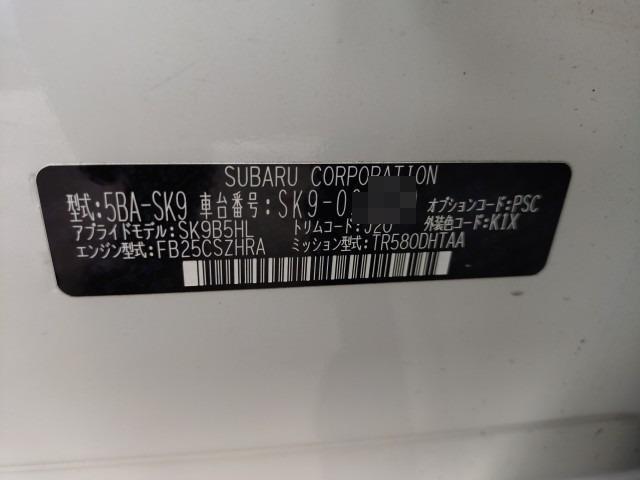 SUBARU CORPORATION
型式:5BA-SK9 車台番号:SK9-0 オプションコード:PSC
アプライドモデル:SK9B5HL トリムコード:J20 外装色コード:K1X
エンジン型式:FB25CSZHRA ミッション型式:TR580DHTAA